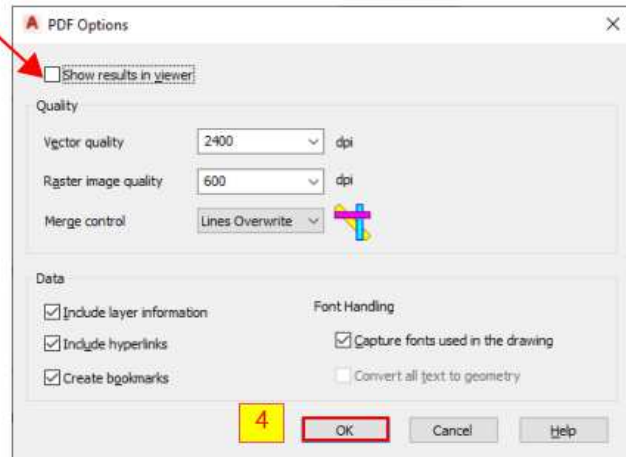 PDF Options
Show results in viewer
Quality
Vector quality 2400 dpi
Raster image quality 600 dpi
Merge control Lines Overwrite
Data
Include layer information
Include hyperlinks
Create bookmarks
Font Handling
Capture fonts used in the drawing
Convert all text to geometry
4 OK Cancel Help